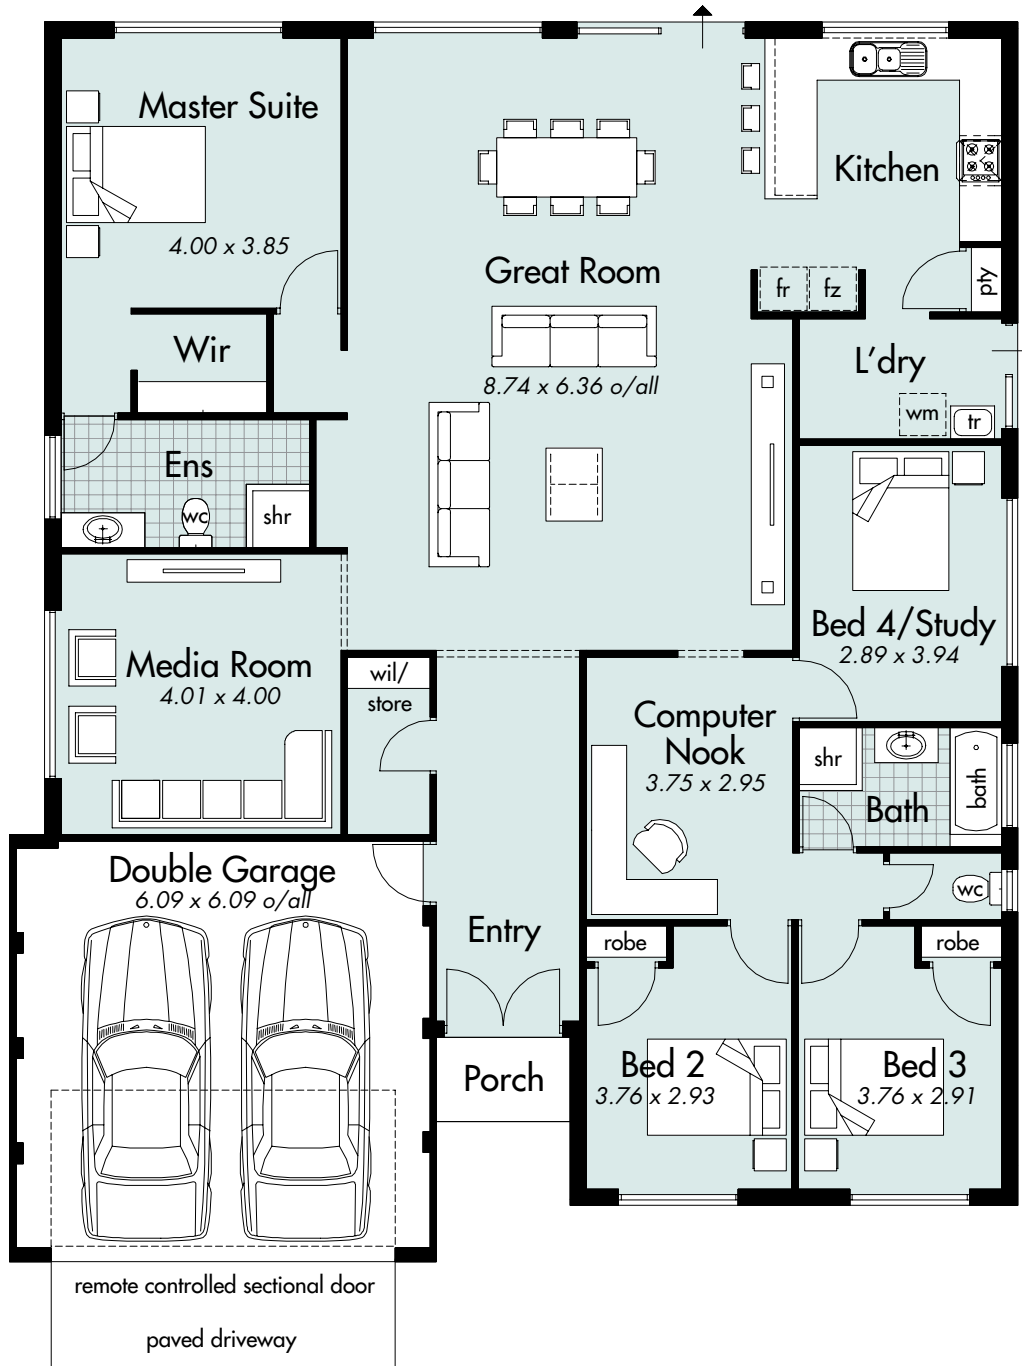 Master Suite
4.00 x 3.85
Kitchen
Great Room
8.74 x 6.36 o/all
fr
fz
pty
Wir
L'dry
wm
tr
Ens
wc
shr
Bed 4/Study
2.89 x 3.94
Media Room
4.01 x 4.00
wil/
store
Computer
Nook
3.75 x 2.95
shr
bath
Bath
Double Garage
6.09 x 6.09 o/all
wc
Entry
robe
robe
Porch
Bed 2
3.76 x 2.93
Bed 3
3.76 x 2.91
remote controlled sectional door
paved driveway